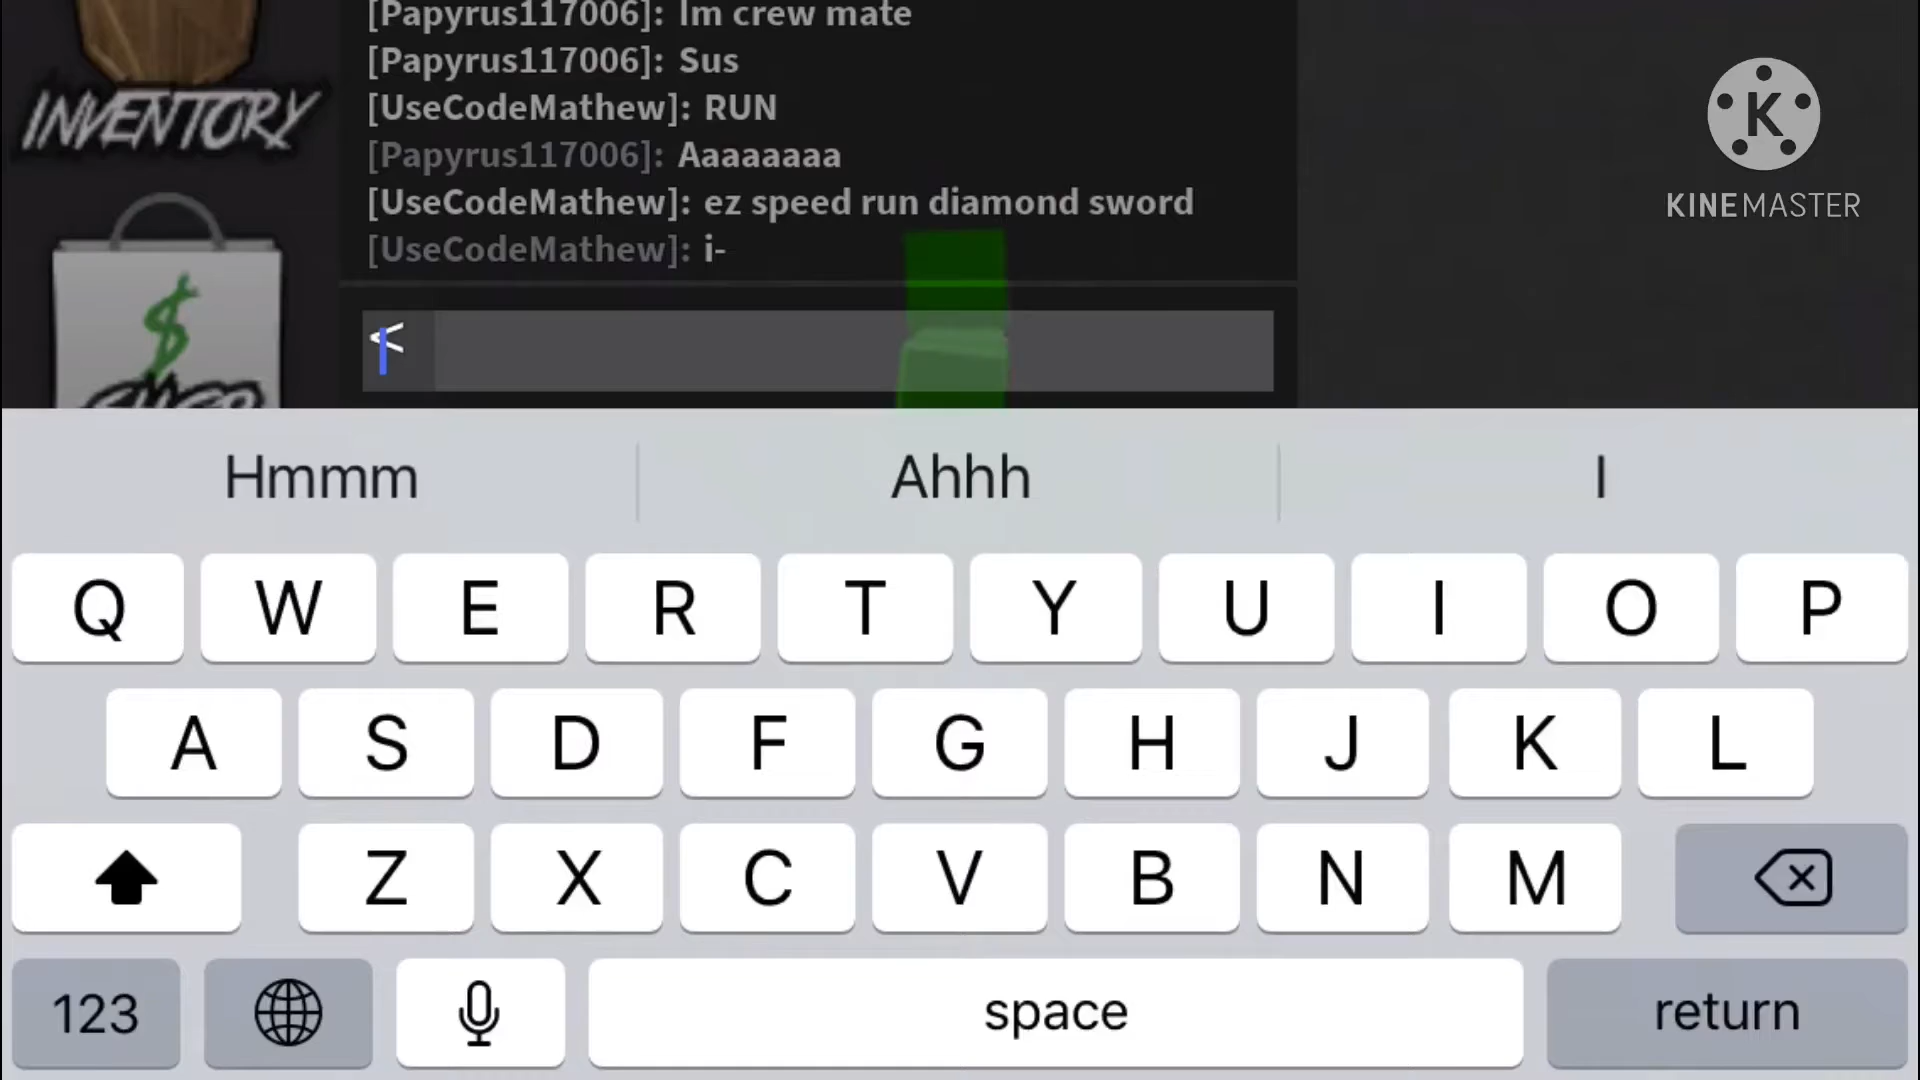 [Papyrus117006]: Im crew mate
[Papyrus117006]: Sus
[UseCodeMathew]: RUN
[Papyrus117006]: Aaaaaaaa
[UseCodeMathew]: ez speed run diamond sword
[UseCodeMathew]: i-
INVENTORY
$
SHOP
<
K
KINEMASTER
Hmmm Ahhh I
Q W E R T Y U I O P
A S D F G H J K L
Z X C V B N M
123 space return